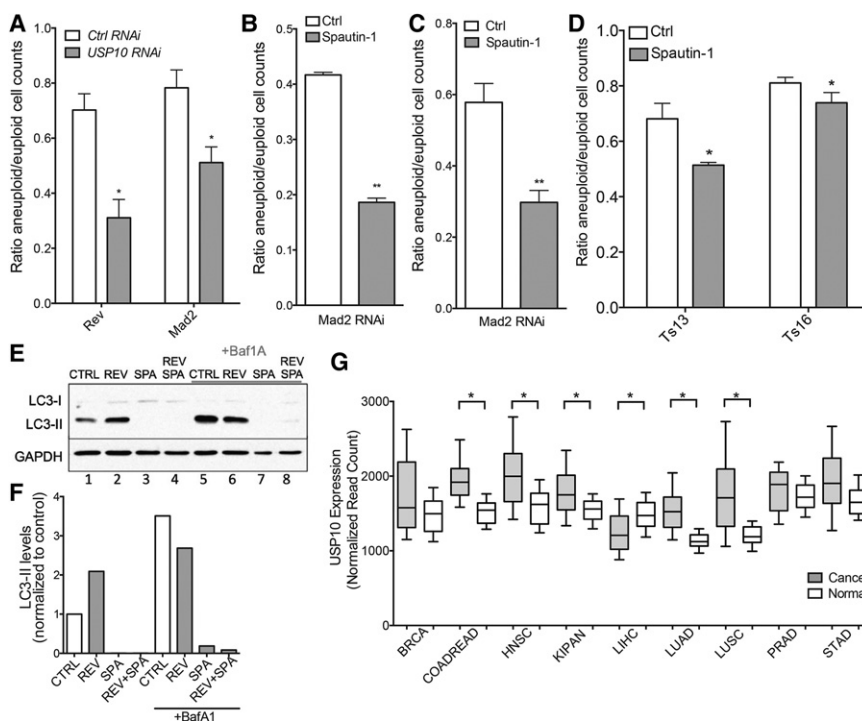 A
Ctrl RNAi
USP10 RNAi
Ratio aneuploid/euploid cell counts
1.0
0.8
0.6
0.4
0.2
0.0
*
*
Rev
Mad2
B
Ctrl
Spautin-1
Ratio aneuploid/euploid cell counts
0.5
0.4
0.3
0.2
0.1
0.0
**
Mad2 RNAi
C
Ctrl
Spautin-1
Ratio aneuploid/euploid cell counts
0.8
0.6
0.4
0.2
0.0
**
Mad2 RNAi
D
Ctrl
Spautin-1
Ratio aneuploid/euploid cell counts
1.0
0.8
0.6
0.4
0.2
0.0
*
*
Ts13
Ts16
E
+Baf1A
CTRL REV SPA REV SPA CTRL REV SPA REV SPA
LC3-I
LC3-II
GAPDH
1 2 3 4 5 6 7 8
F
LC3-II levels
(normalized to control)
4
3
2
1
0
CTRL
REV
SPA
REV+SPA
CTRL
REV
SPA
REV+SPA
+BafA1
G
USP10 Expression
(Normalized Read Count)
3000
2000
1000
0
* * * * * *
Cance
Norma
BRCA
COADREAD
HNSC
KIPAN
LIHC
LUAD
LUSC
PRAD
STAD